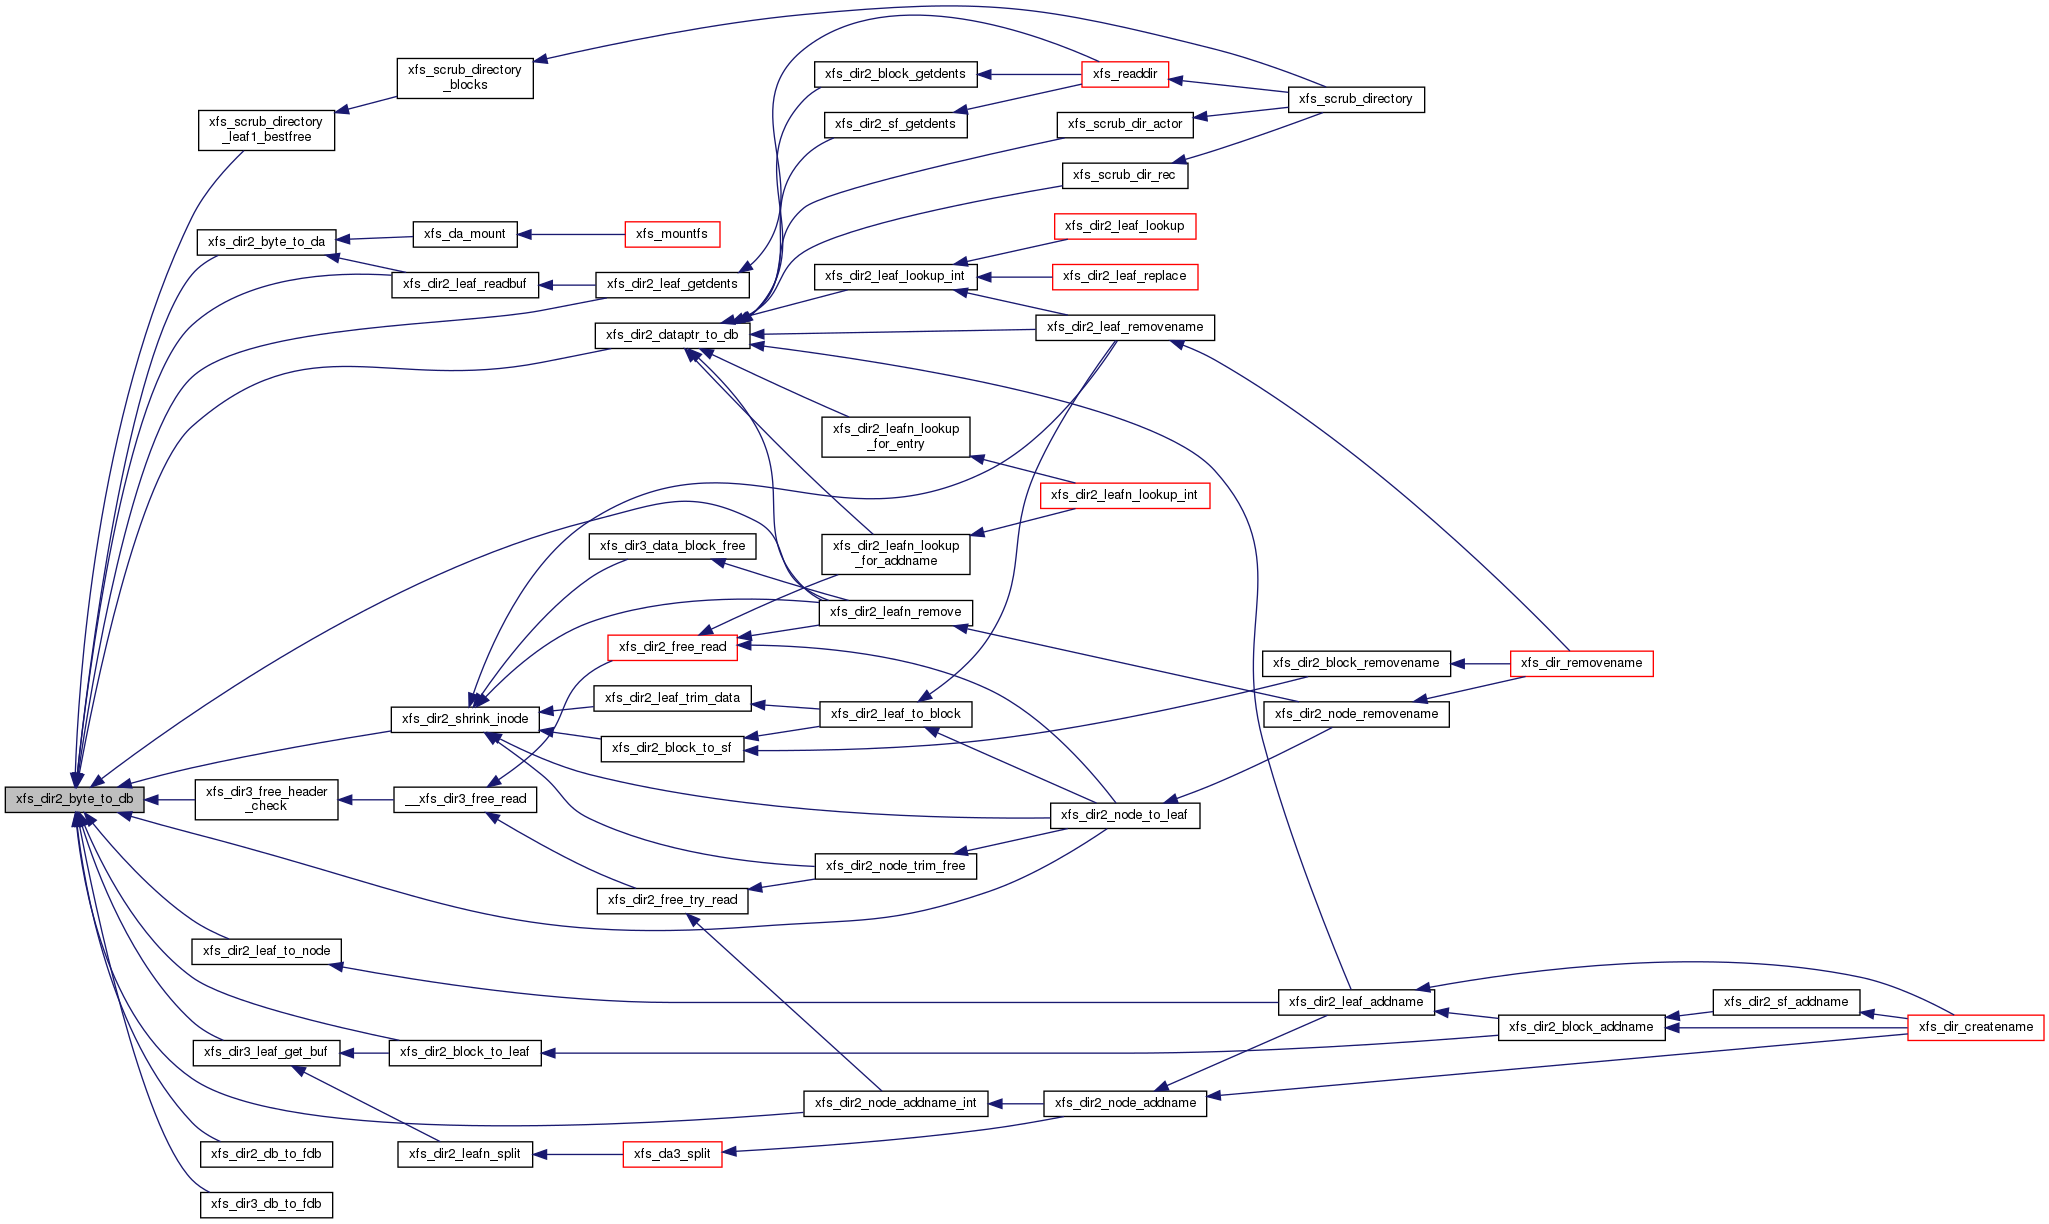 xfs_scrub_directory
_blocks
xfs_dir2_block_getdents
xfs_readdir
xfs_scrub_directory
xfs_scrub_directory
_leaf1_bestfree
xfs_dir2_sf_getdents
xfs_scrub_dir_actor
xfs_scrub_dir_rec
xfs_dir2_byte_to_da
xfs_da_mount
xfs_mountfs
xfs_dir2_leaf_lookup
xfs_dir2_leaf_readbuf
xfs_dir2_leaf_getdents
xfs_dir2_leaf_lookup_int
xfs_dir2_leaf_replace
xfs_dir2_dataptr_to_db
xfs_dir2_leaf_removename
xfs_dir2_leafn_lookup
_for_entry
xfs_dir2_leafn_lookup_int
xfs_dir3_data_block_free
xfs_dir2_leafn_lookup
_for_addname
xfs_dir2_leafn_remove
xfs_dir2_free_read
xfs_dir2_block_removename
xfs_dir_removename
xfs_dir2_shrink_inode
xfs_dir2_leaf_trim_data
xfs_dir2_leaf_to_block
xfs_dir2_node_removename
xfs_dir2_block_to_sf
xfs_dir2_byte_to_db
xfs_dir3_free_header
_check
__xfs_dir3_free_read
xfs_dir2_node_to_leaf
xfs_dir2_node_trim_free
xfs_dir2_free_try_read
xfs_dir2_leaf_to_node
xfs_dir2_leaf_addname
xfs_dir2_sf_addname
xfs_dir2_block_addname
xfs_dir_createname
xfs_dir3_leaf_get_buf
xfs_dir2_block_to_leaf
xfs_dir2_node_addname_int
xfs_dir2_node_addname
xfs_dir2_db_to_fdb
xfs_dir2_leafn_split
xfs_da3_split
xfs_dir3_db_to_fdb